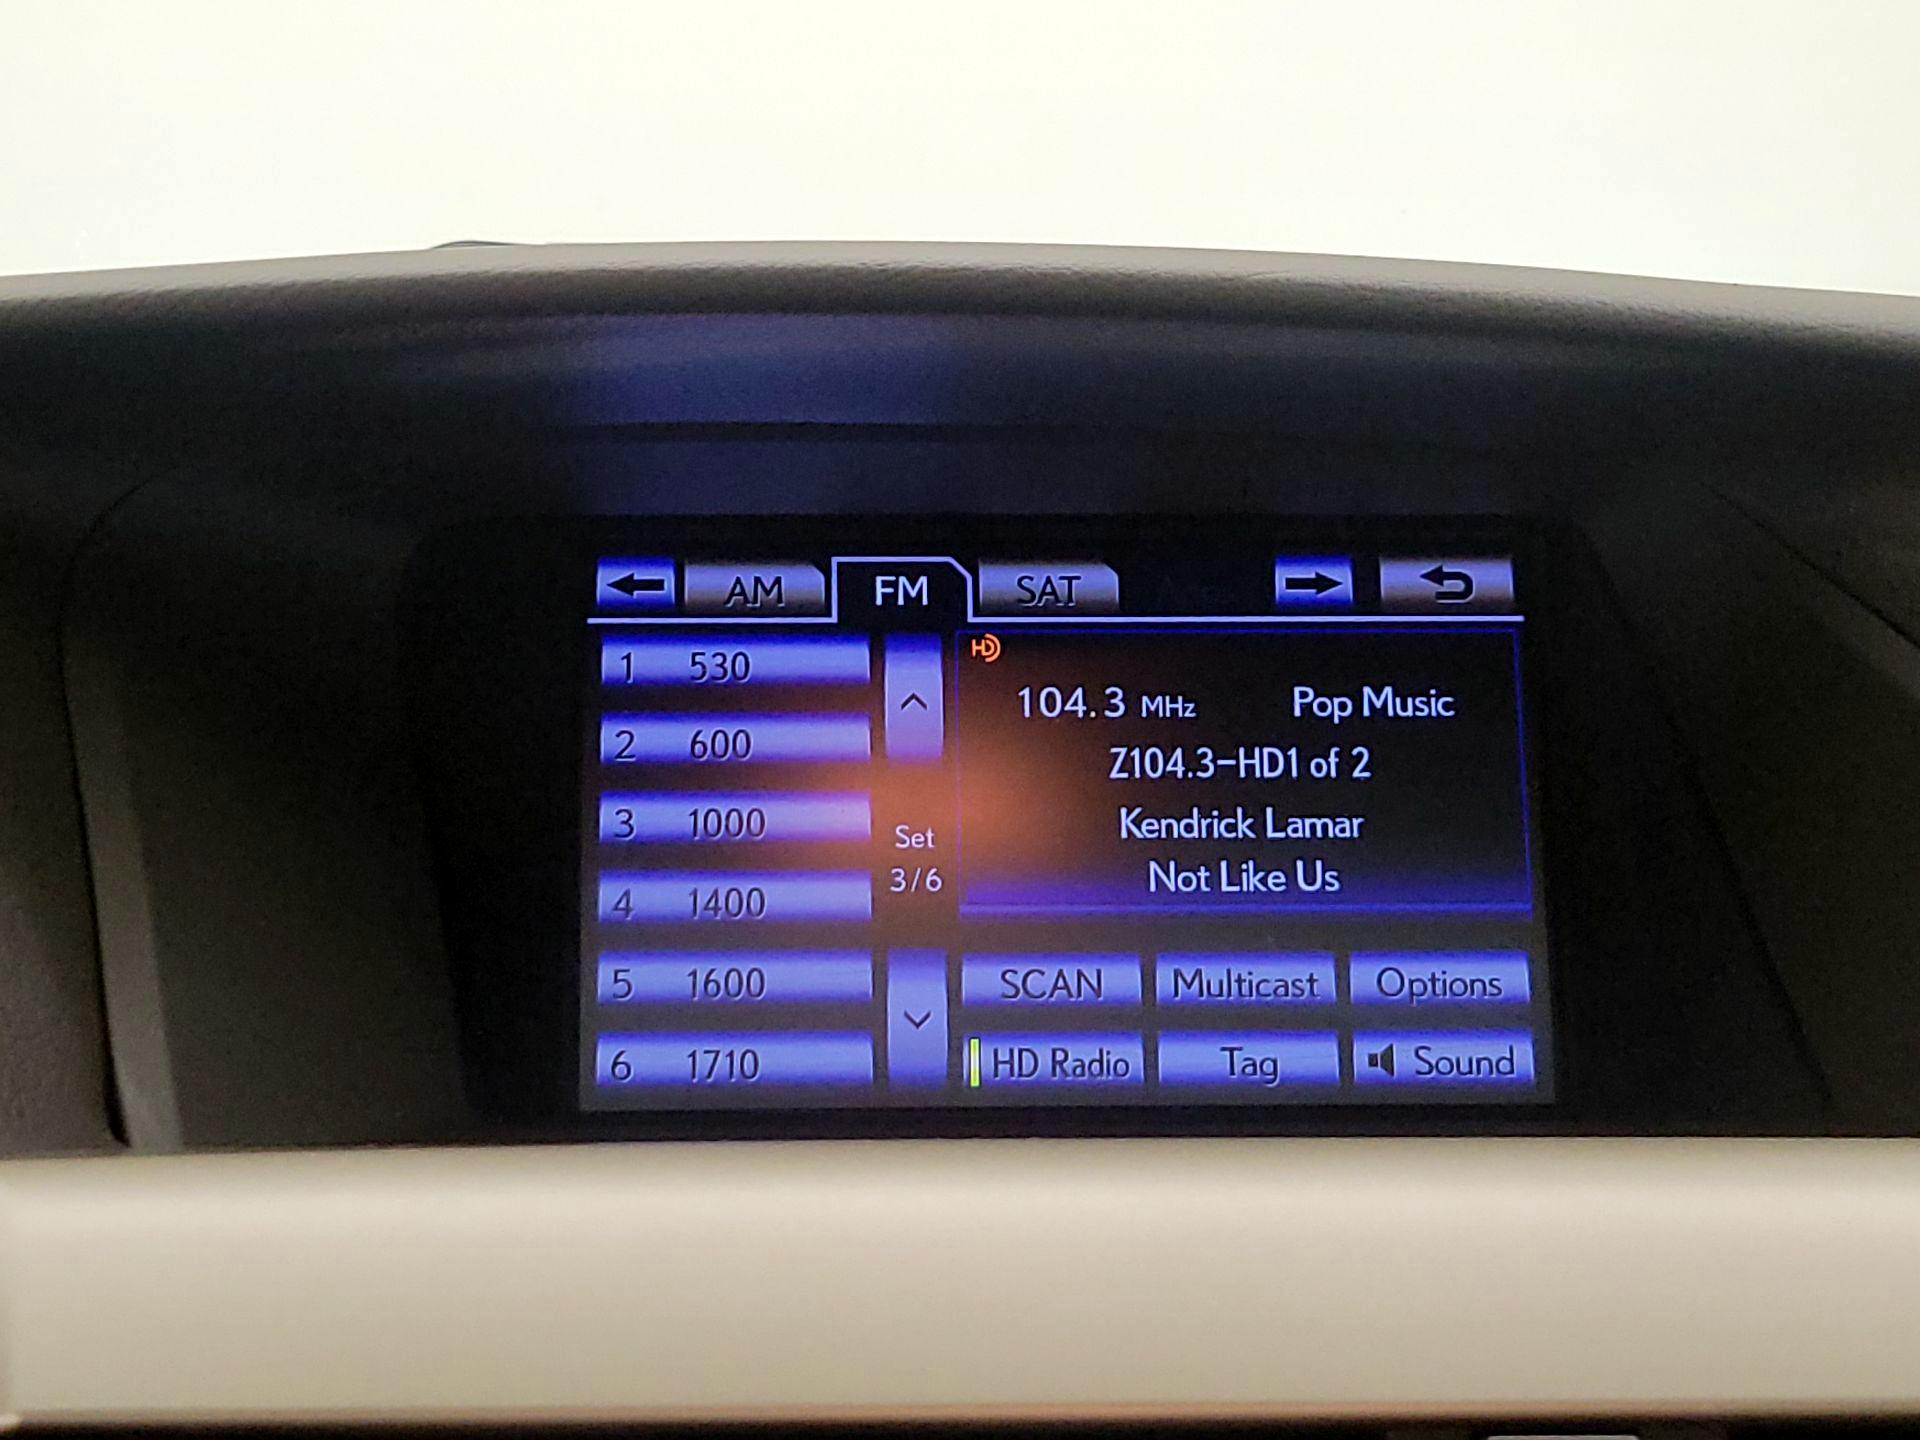 AM
FM
SAT
1 530
2 600
3 1000
4 1400
5 1600
6 1710
Set
3/6
HD
104.3 MHz Pop Music
Z104.3-HD1 of 2
Kendrick Lamar
Not Like Us
SCAN
Multicast
Options
HD Radio
Tag
Sound